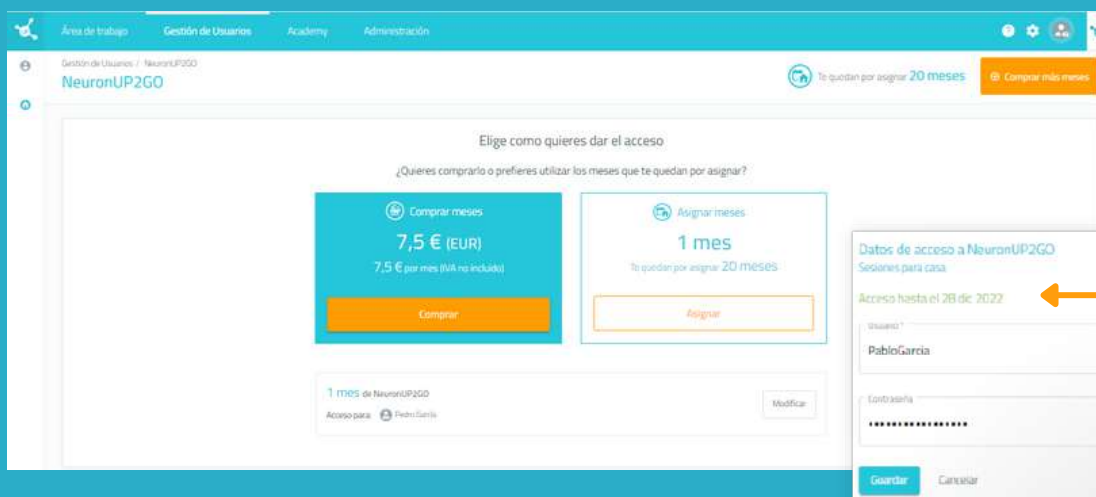 Área de trabajo
Gestión de Usuarios
Academy
Administración
Gestión de Usuarios / NeuronUP2GO
NeuronUP2GO
Te quedan por asignar 20 meses
Comprar más meses
Elige como quieres dar el acceso
¿Quieres comprarlo o prefieres utilizar los meses que te quedan por asignar?
Comprar meses
7,5 € (EUR)
7,5 € por mes (IVA no incluido)
Comprar
Asignar meses
1 mes
Te quedan por asignar 20 meses
Asignar
1 mes de NeuronUP2GO
Acceso para: Pedro García
Modificar
Datos de acceso a NeuronUP2GO
Sesiones para casa.
Acceso hasta el 28 dic 2022
Usuario *
PabloGarcia
Contraseña
Guardar
Cancelar